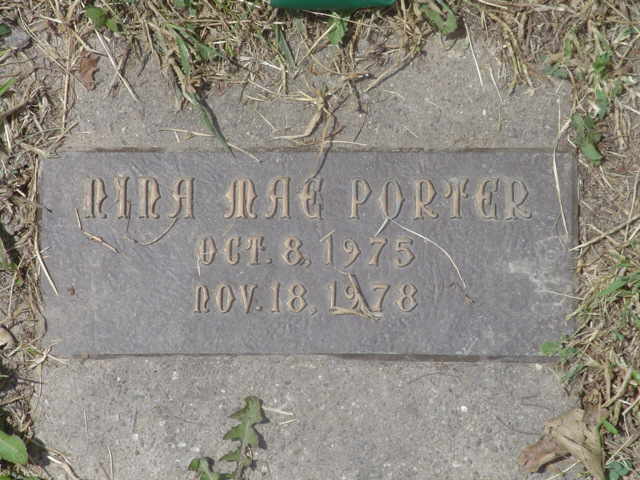 NINA MAE PORTER
OCT. 8, 1975
NOV. 18, 1978